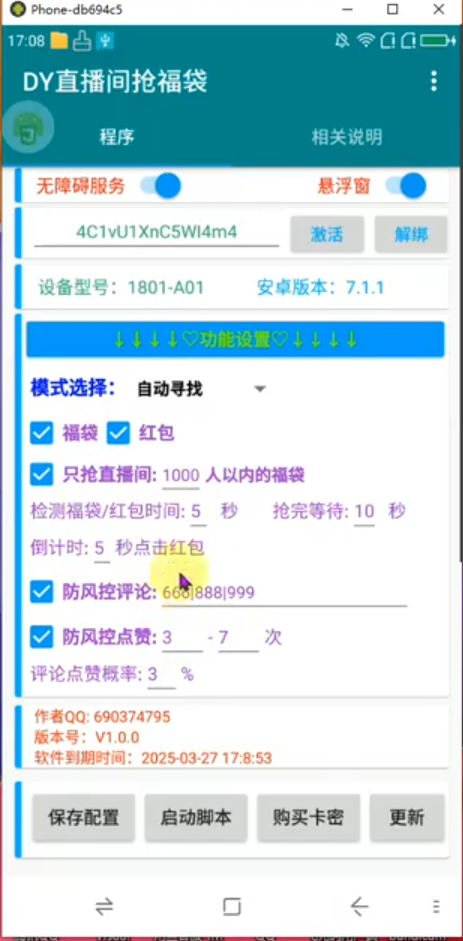 Phone-db694c5
17:08
DY直播间抢福袋
程序 相关说明
无障碍服务 悬浮窗
4C1vU1XnC5Wl4m4 激活 解绑
设备型号：1801-A01 安卓版本：7.1.1
↓↓↓↓♡功能设置♡↓↓↓↓
模式选择： 自动寻找
福袋 红包
只抢直播间: 1000 人以内的福袋
检测福袋/红包时间: 5 秒 抢完等待: 10 秒
倒计时: 5 秒点击红包
防风控评论: 666|888|999
防风控点赞: 3 - 7 次
评论点赞概率: 3 %
作者QQ: 690374795
版本号：V1.0.0
软件到期时间：2025-03-27 17:8:53
保存配置 启动脚本 购买卡密 更新